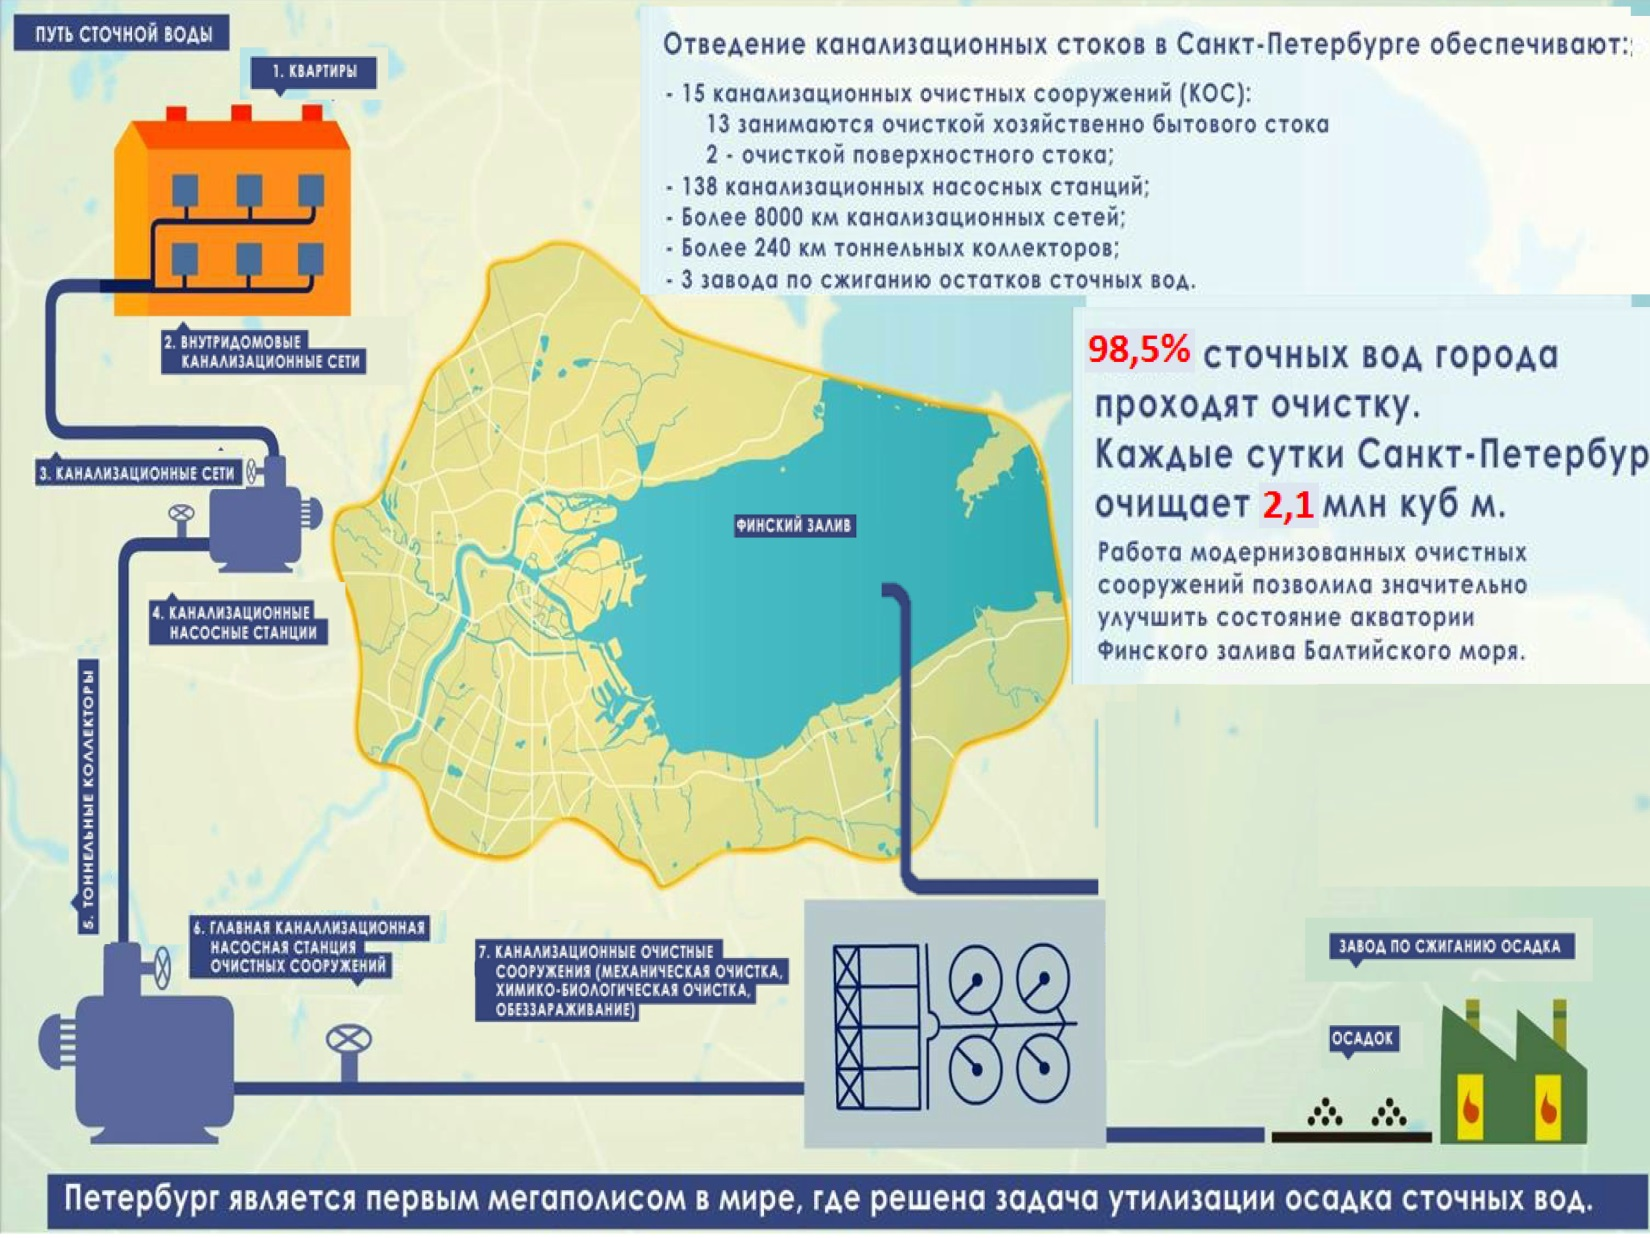 ПУТЬ СТОЧНОЙ ВОДЫ
1. КВАРТИРЫ
2. ВНУТРИДОМОВЫЕ
КАНАЛИЗАЦИОННЫЕ СЕТИ
3. КАНАЛИЗАЦИОННЫЕ СЕТИ
4. КАНАЛИЗАЦИОННЫЕ
НАСОСНЫЕ СТАНЦИИ
5. ТОННЕЛЬНЫЕ КОЛЛЕКТОРЫ
6. ГЛАВНАЯ КАНАЛЛИЗАЦИОННАЯ
НАСОСНАЯ СТАНЦИЯ
ОЧИСТНЫХ СООРУЖЕНИЙ
7. КАНАЛИЗАЦИОННЫЕ ОЧИСТНЫЕ
СООРУЖЕНИЯ (МЕХАНИЧЕСКАЯ ОЧИСТКА,
ХИМИКО-БИОЛОГИЧЕСКАЯ ОЧИСТКА,
ОБЕЗЗАРАЖИВАНИЕ)
ФИНСКИЙ ЗАЛИВ
Отведение канализационных стоков в Санкт-Петербурге обеспечивают:
- 15 канализационных очистных сооружений (КОС):
13 занимаются очисткой хозяйственно бытового стока
2 - очисткой поверхностного стока;
- 138 канализационных насосных станций;
- Более 8000 км канализационных сетей;
- Более 240 км тоннельных коллекторов;
- 3 завода по сжиганию остатков сточных вод.
98,5% сточных вод города
проходят очистку.
Каждые сутки Санкт-Петербур
очищает 2,1 млн куб м.
Работа модернизованных очистных
сооружений позволила значительно
улучшить состояние акватории
Финского залива Балтийского моря.
ЗАВОД ПО СЖИГАНИЮ ОСАДКА
ОСАДОК
Петербург является первым мегаполисом в мире, где решена задача утилизации осадка сточных вод.